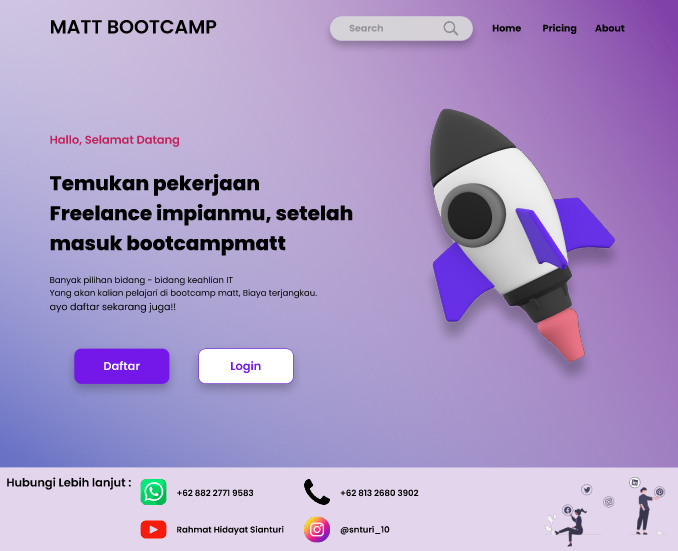 MATT BOOTCAMP
Search
Home
Pricing
About
Hallo, Selamat Datang
Temukan pekerjaan
Freelance impianmu, setelah
masuk bootcampmatt
Banyak pilihan bidang - bidang keahlian IT
Yang akan kalian pelajari di bootcamp matt, Biaya terjangkau.
ayo daftar sekarang juga!!
Daftar
Login
Hubungi Lebih lanjut :
+62 882 2771 9583
+62 813 2680 3902
Rahmat Hidayat Sianturi
@snturi_10